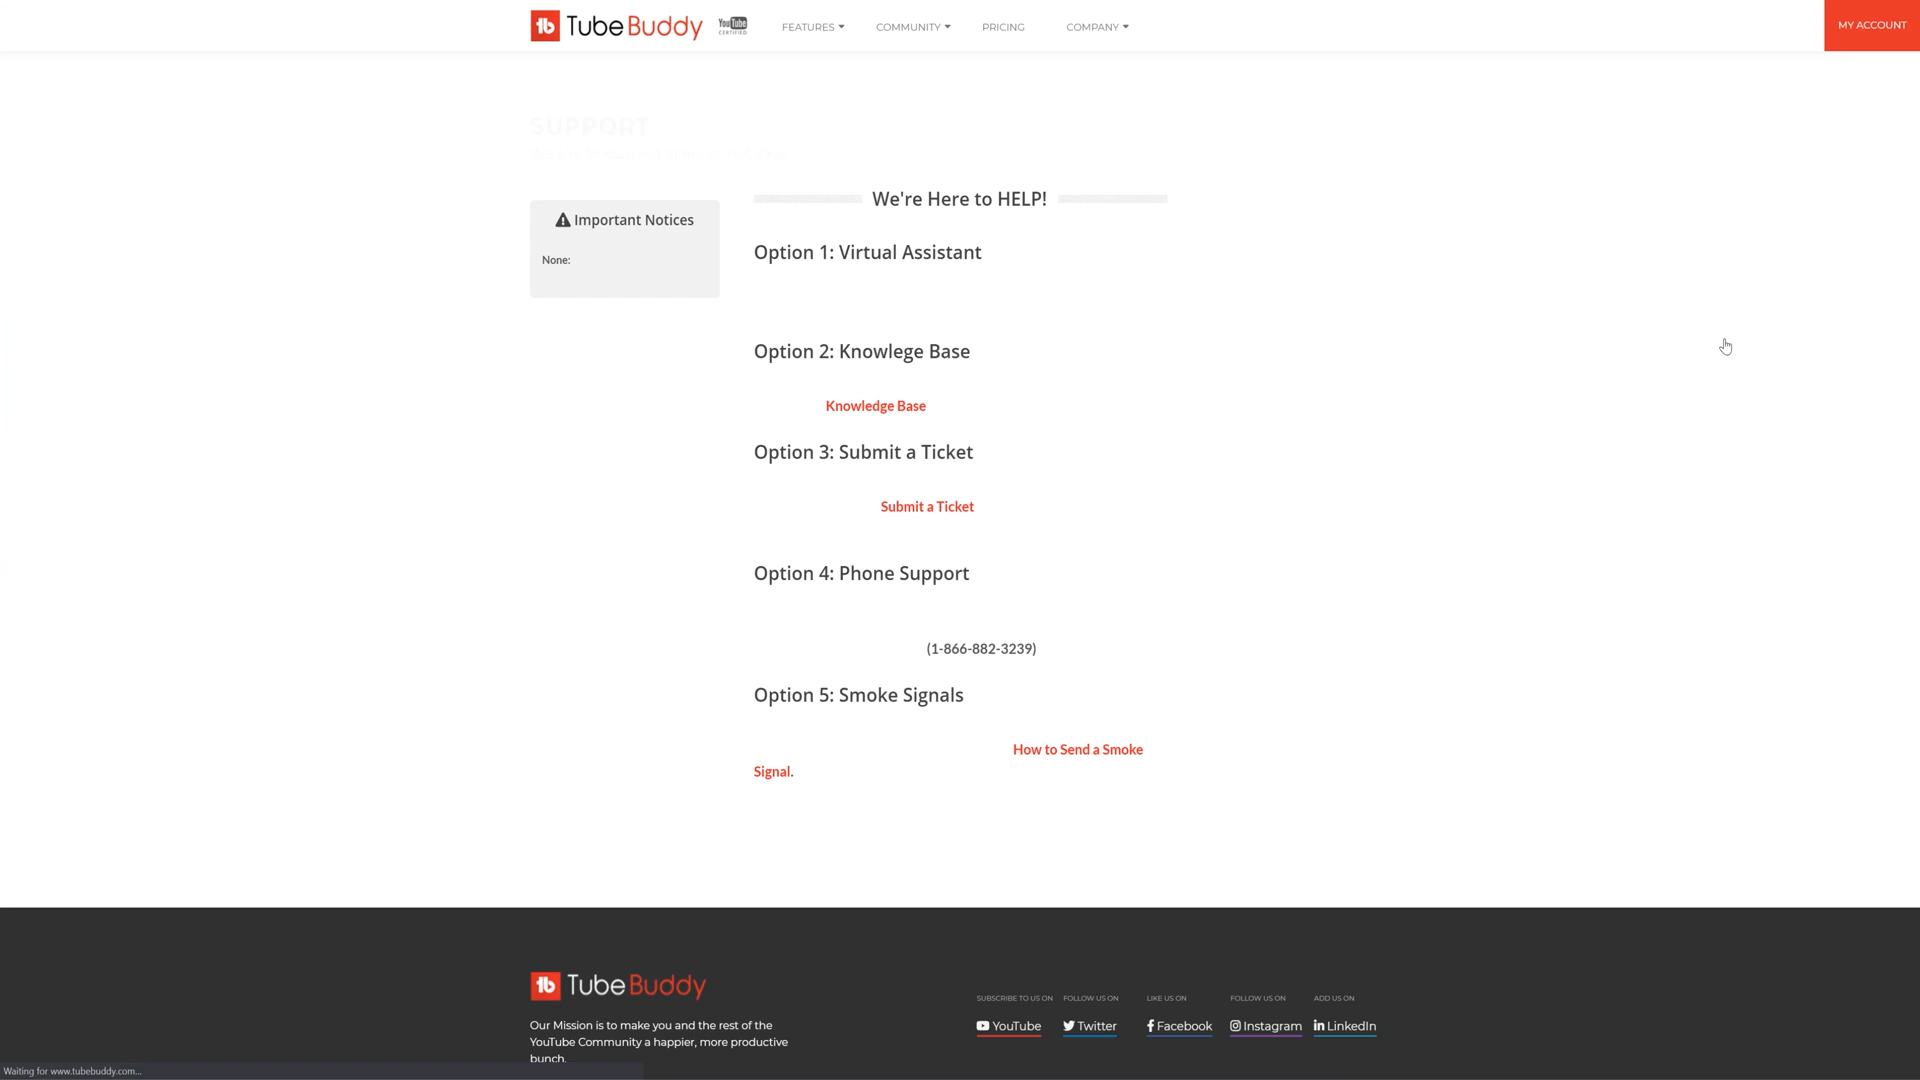 TubeBuddy
YouTube
CERTIFIED
FEATURES
COMMUNITY
PRICING
COMPANY
MY ACCOUNT
SUPPORT
We're Here to HELP!
Important Notices
None:
Option 1: Virtual Assistant
Option 2: Knowlege Base
Knowledge Base
Option 3: Submit a Ticket
Submit a Ticket
Option 4: Phone Support
(1-866-882-3239)
Option 5: Smoke Signals
How to Send a Smoke
Signal.
TubeBuddy
Our Mission is to make you and the rest of the
YouTube Community a happier, more productive
bunch.
SUBSCRIBE TO US ON
FOLLOW US ON
LIKE US ON
FOLLOW US ON
ADD US ON
YouTube
Twitter
Facebook
Instagram
LinkedIn
Waiting for www.tubebuddy.com...